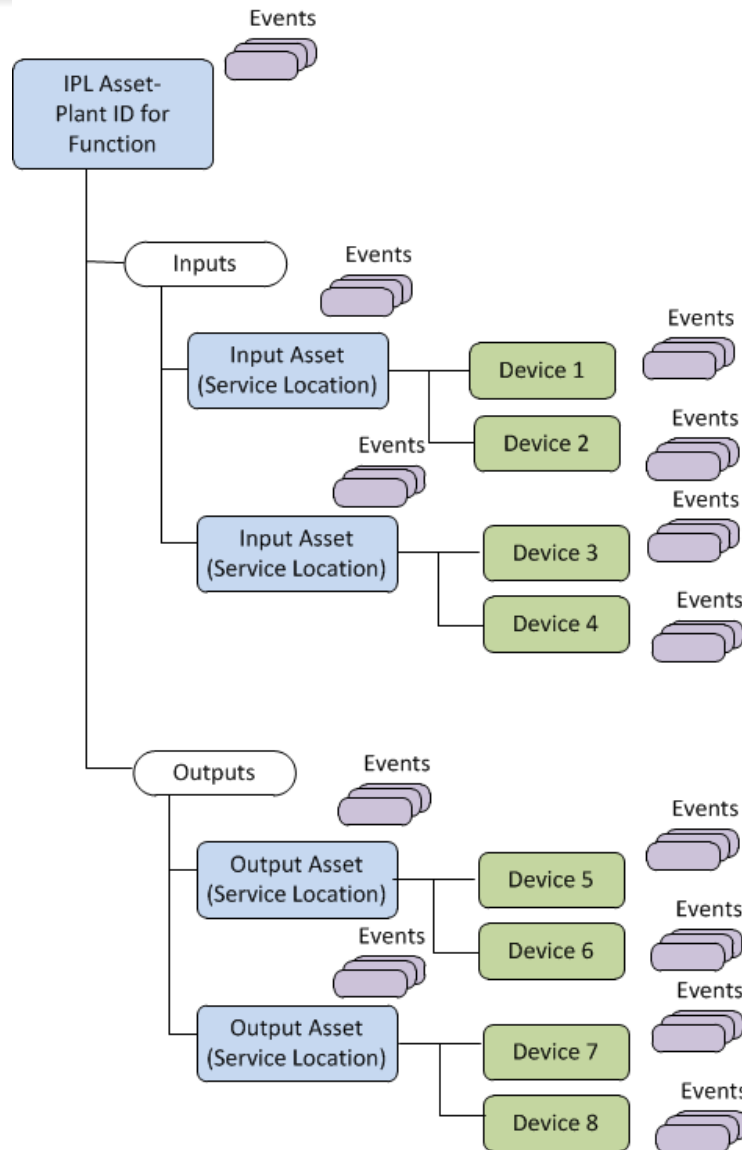 Events
IPL Asset-
Plant ID for
Function
Inputs
Events
Input Asset
(Service Location)
Device 1
Events
Device 2
Events
Events
Input Asset
(Service Location)
Device 3
Events
Device 4
Events
Outputs
Events
Output Asset
(Service Location)
Device 5
Events
Device 6
Events
Events
Output Asset
(Service Location)
Device 7
Events
Device 8
Events